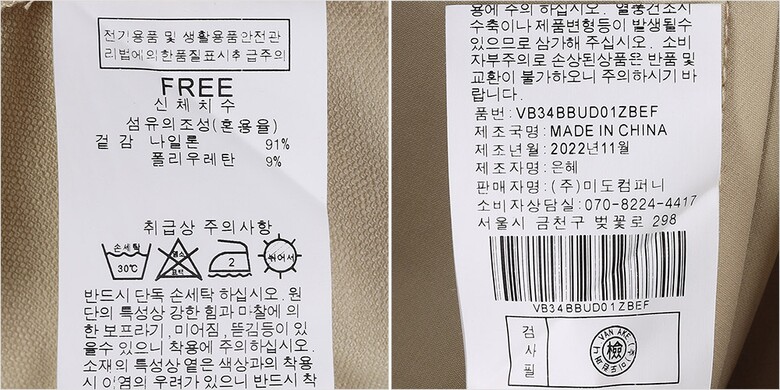 전기용품 및 생활용품안전관
리법에의한품질표시추급주의
FREE
신체치수
섬유의조성(혼용율)
겉 감 나일론 91%
폴리우레탄 9%
취급상 주의사항
손세탁
30℃
염소
표백
2
뉘어서
반드시 단독 손세탁 하십시오. 원
단의 특성상 강한 힘과 마찰에 의
한 보프라기, 미어짐, 뜯김등이 있
을수 있으니 착용에 주의하십시오.
소재의 특성상 옅은 색상과의 착용
시 이염의 우려가 있으니 반드시 착
용에 주의 하십시오. 열풍건조시
수축이나 제품변형등이 발생될수
있으므로 삼가해 주십시오. 소비
자부주의로 손상된상품은 반품 및
교환이 불가하오니 주의하시기 바
랍니다.
품번:VB34BBUD01ZBEF
제조국명:MADE IN CHINA
제조년월:2022년11월
제조자명:은혜
판매자명:(주)미도컴퍼니
소비자상담실:070-8224-4417
서울시 금천구 벚꽃로 298
VB34BBUD01ZBEF
검
사
필
VAN AKE
檢